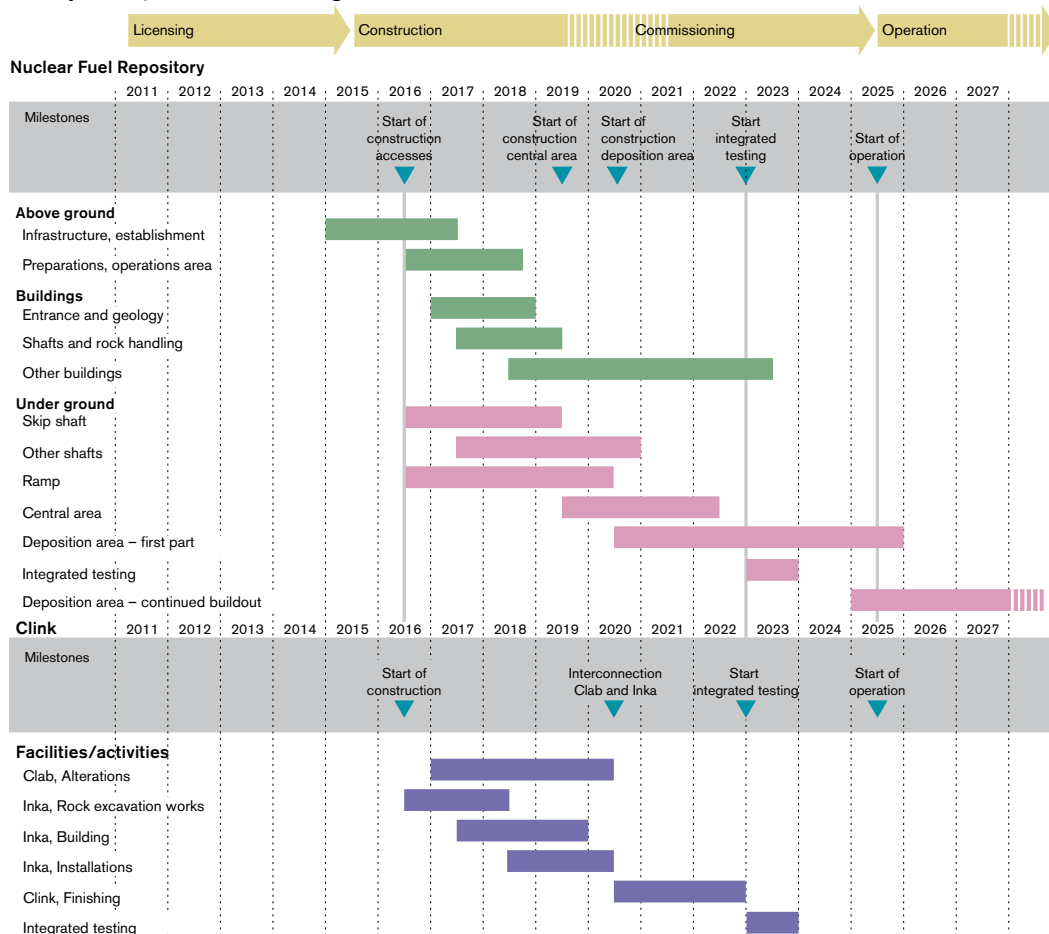 Licensing Construction Commissioning Operation
Nuclear Fuel Repository
2011 2012 2013 2014 2015 2016 2017 2018 2019 2020 2021 2022 2023 2024 2025 2026 2027
Milestones
Start of
construction
accesses
Start of
construction
central area
Start of
construction
deposition area
Start
integrated
testing
Start of
operation
Above ground
Infrastructure, establishment
Preparations, operations area
Buildings
Entrance and geology
Shafts and rock handling
Other buildings
Under ground
Skip shaft
Other shafts
Ramp
Central area
Deposition area – first part
Integrated testing
Deposition area – continued buildout
Clink
2011 2012 2013 2014 2015 2016 2017 2018 2019 2020 2021 2022 2023 2024 2025 2026 2027
Milestones
Start of
construction
Interconnection
Clab and Inka
Start
integrated testing
Start of
operation
Facilities/activities
Clab, Alterations
Inka, Rock excavation works
Inka, Building
Inka, Installations
Clink, Finishing
Integrated testing